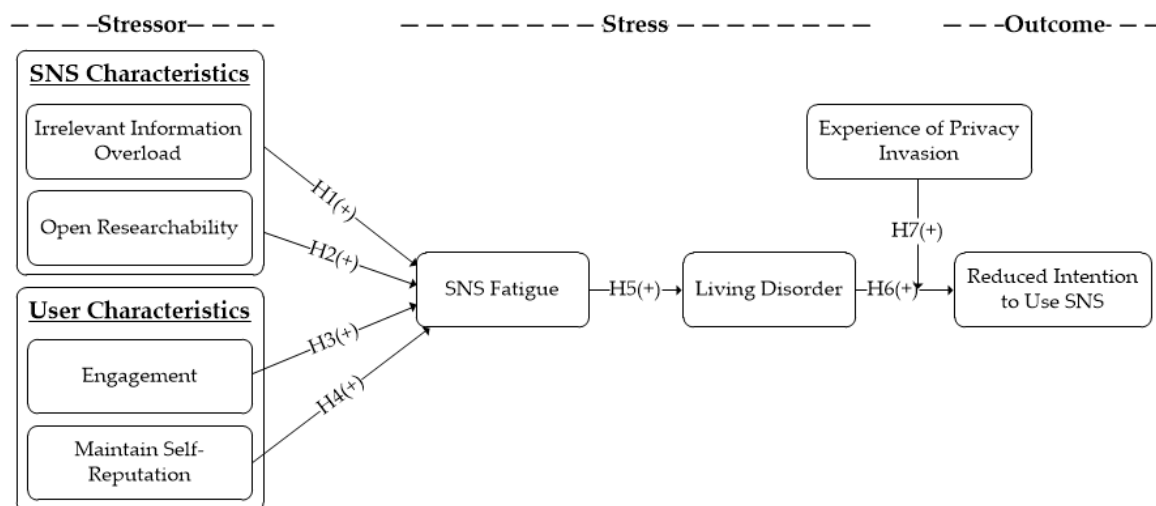 Stressor
Stress
Outcome
SNS Characteristics
Irrelevant Information
Overload
Open Researchability
User Characteristics
Engagement
Maintain Self-
Reputation
H1(+)
H2(+)
H3(+)
H4(+)
SNS Fatigue
H5(+)
Living Disorder
H6(+)
Experience of Privacy
Invasion
H7(+)
Reduced Intention
to Use SNS